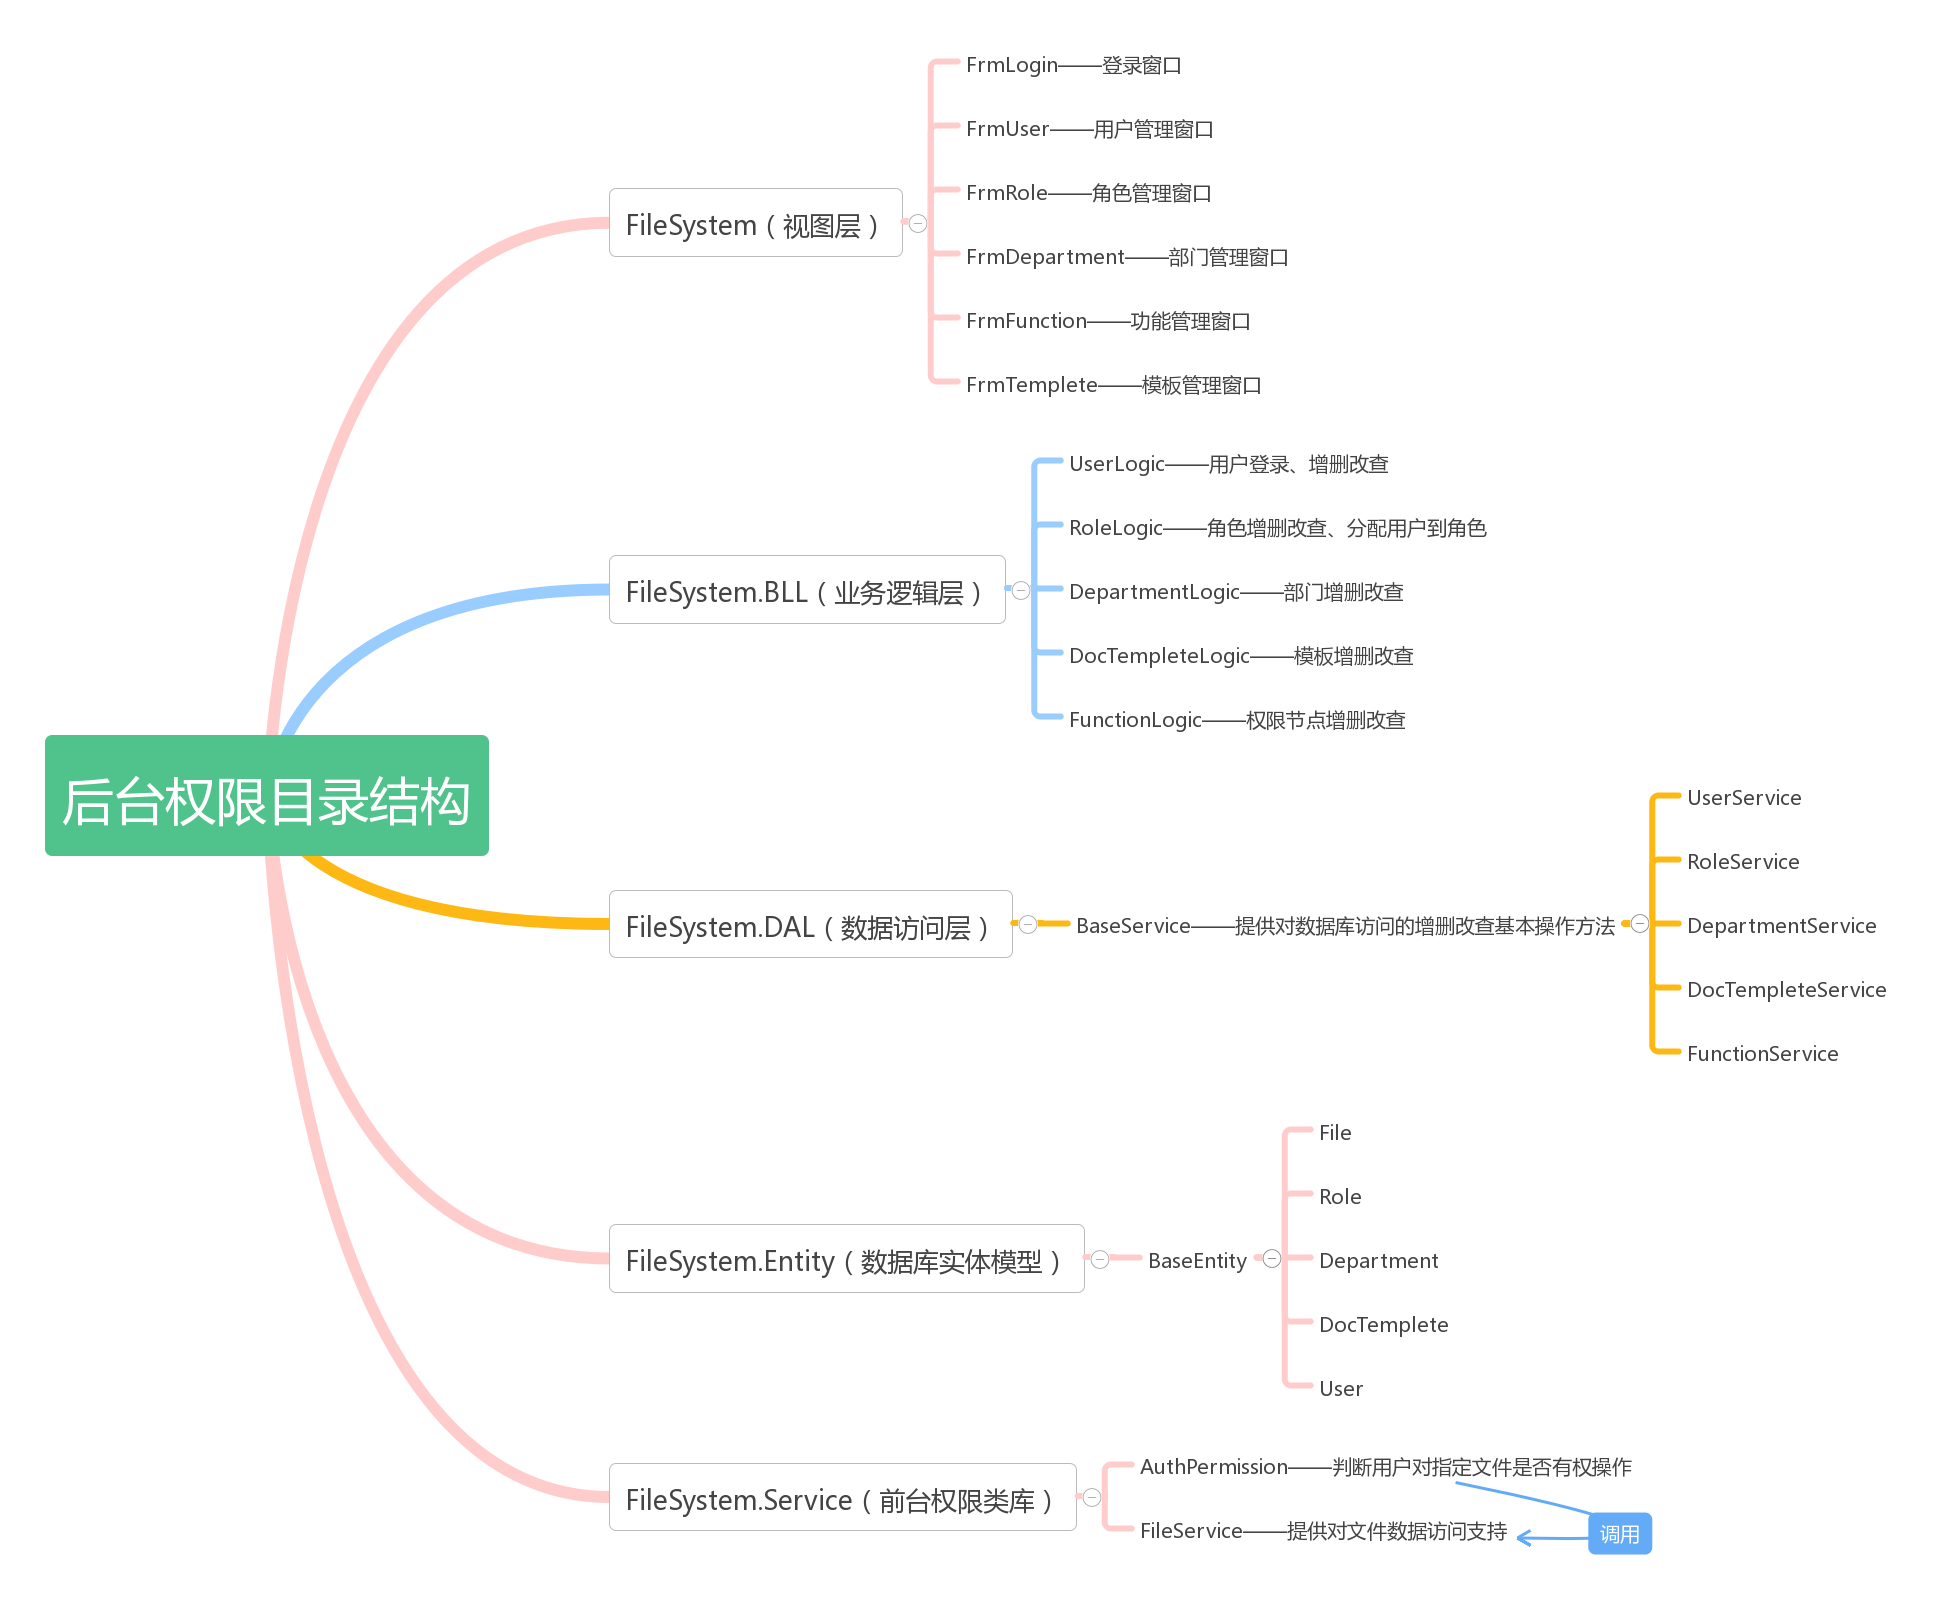 后台权限目录结构
FileSystem（视图层）
FrmLogin——登录窗口
FrmUser——用户管理窗口
FrmRole——角色管理窗口
FrmDepartment——部门管理窗口
FrmFunction——功能管理窗口
FrmTemplete——模板管理窗口
FileSystem.BLL（业务逻辑层）
UserLogic——用户登录、增删改查
RoleLogic——角色增删改查、分配用户到角色
DepartmentLogic——部门增删改查
DocTempleteLogic——模板增删改查
FunctionLogic——权限节点增删改查
FileSystem.DAL（数据访问层）
BaseService——提供对数据库访问的增删改查基本操作方法
UserService
RoleService
DepartmentService
DocTempleteService
FunctionService
FileSystem.Entity（数据库实体模型）
BaseEntity
File
Role
Department
DocTemplete
User
FileSystem.Service（前台权限类库）
AuthPermission——判断用户对指定文件是否有权操作
FileService——提供对文件数据访问支持
调用